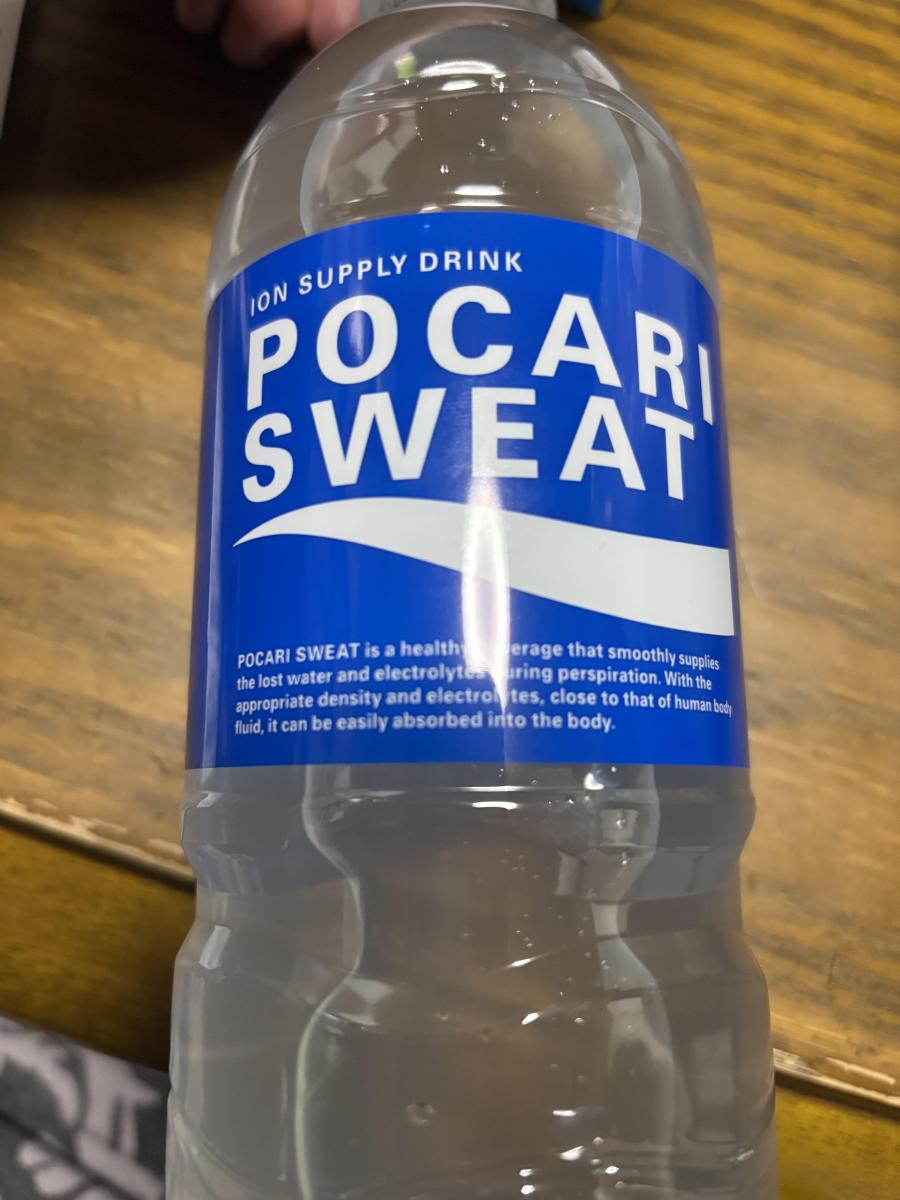 ION SUPPLY DRINK
POCARI
SWEAT
POCARI SWEAT is a healthy that smoothly supplies
the lost water and electrolytes during perspiration. With the
appropriate density and electrolytes, close to that of human body
fluid, it can be easily absorbed into the body.